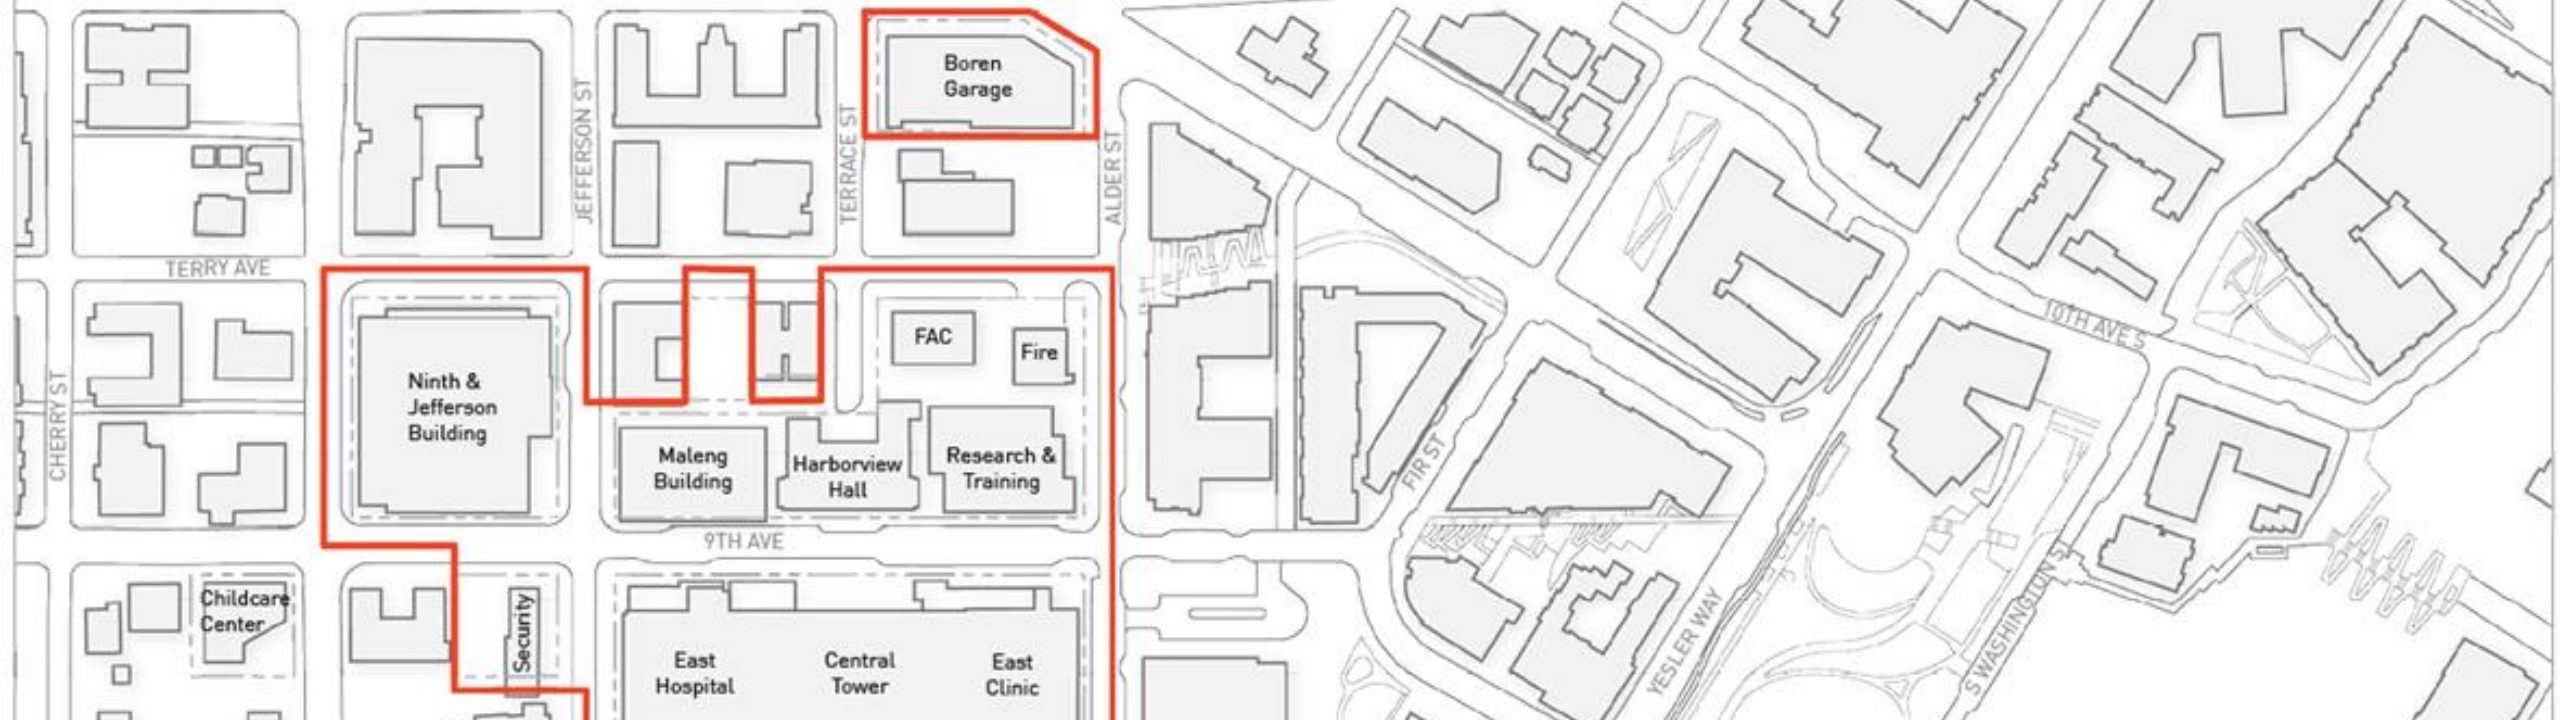 Boren
Garage
JEFFERSON ST
TERRACE ST
ALDER ST
TERRY AVE
10TH AVE S
FAC
Fire
Ninth &
Jefferson
Building
CHERRY ST
Maleng
Building
Harborview
Hall
Research &
Training
FIR ST
9TH AVE
Childcare
Center
Security
YESLER WAY
S WASHINGTON S
East
Hospital
Central
Tower
East
Clinic